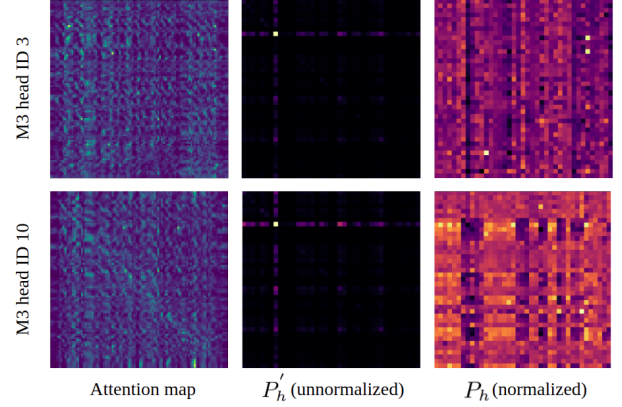 M3 head ID 3
M3 head ID 10
Attention map
P'_h (unnormalized)
P_h (normalized)